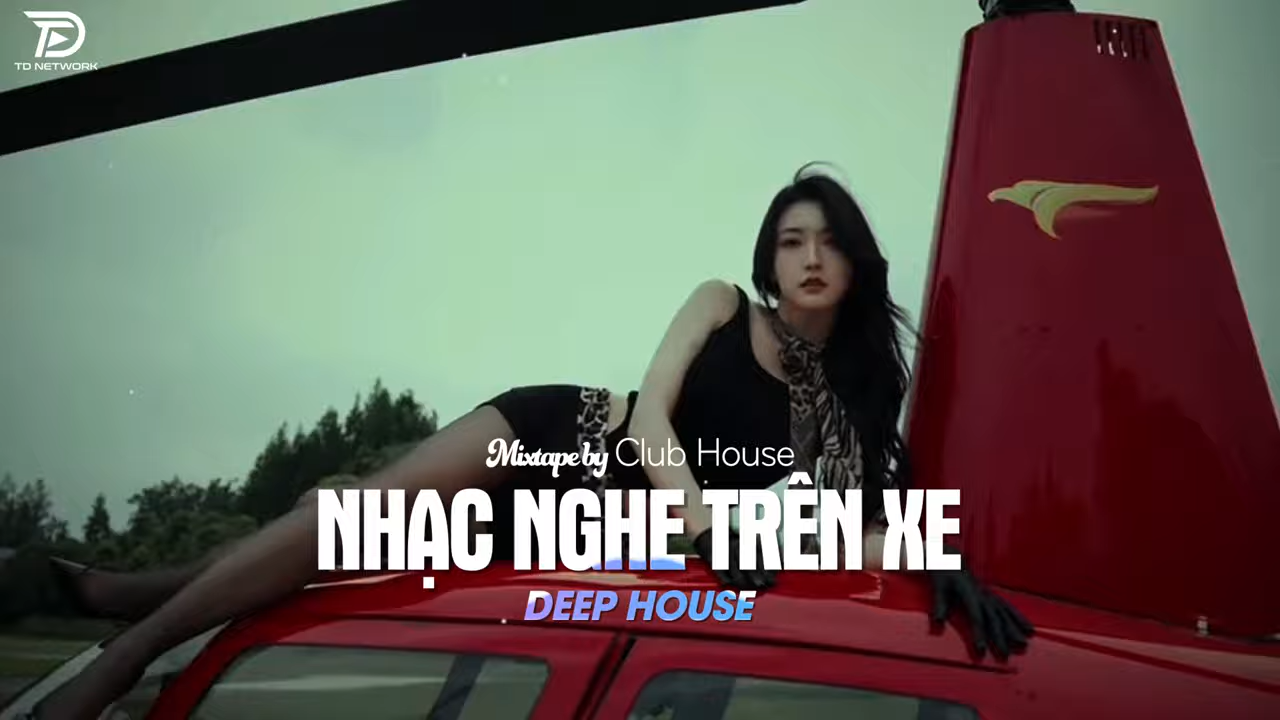 TD NETWORK
Mixtape by Club House
NHẠC NGHE TRÊN XE
DEEP HOUSE